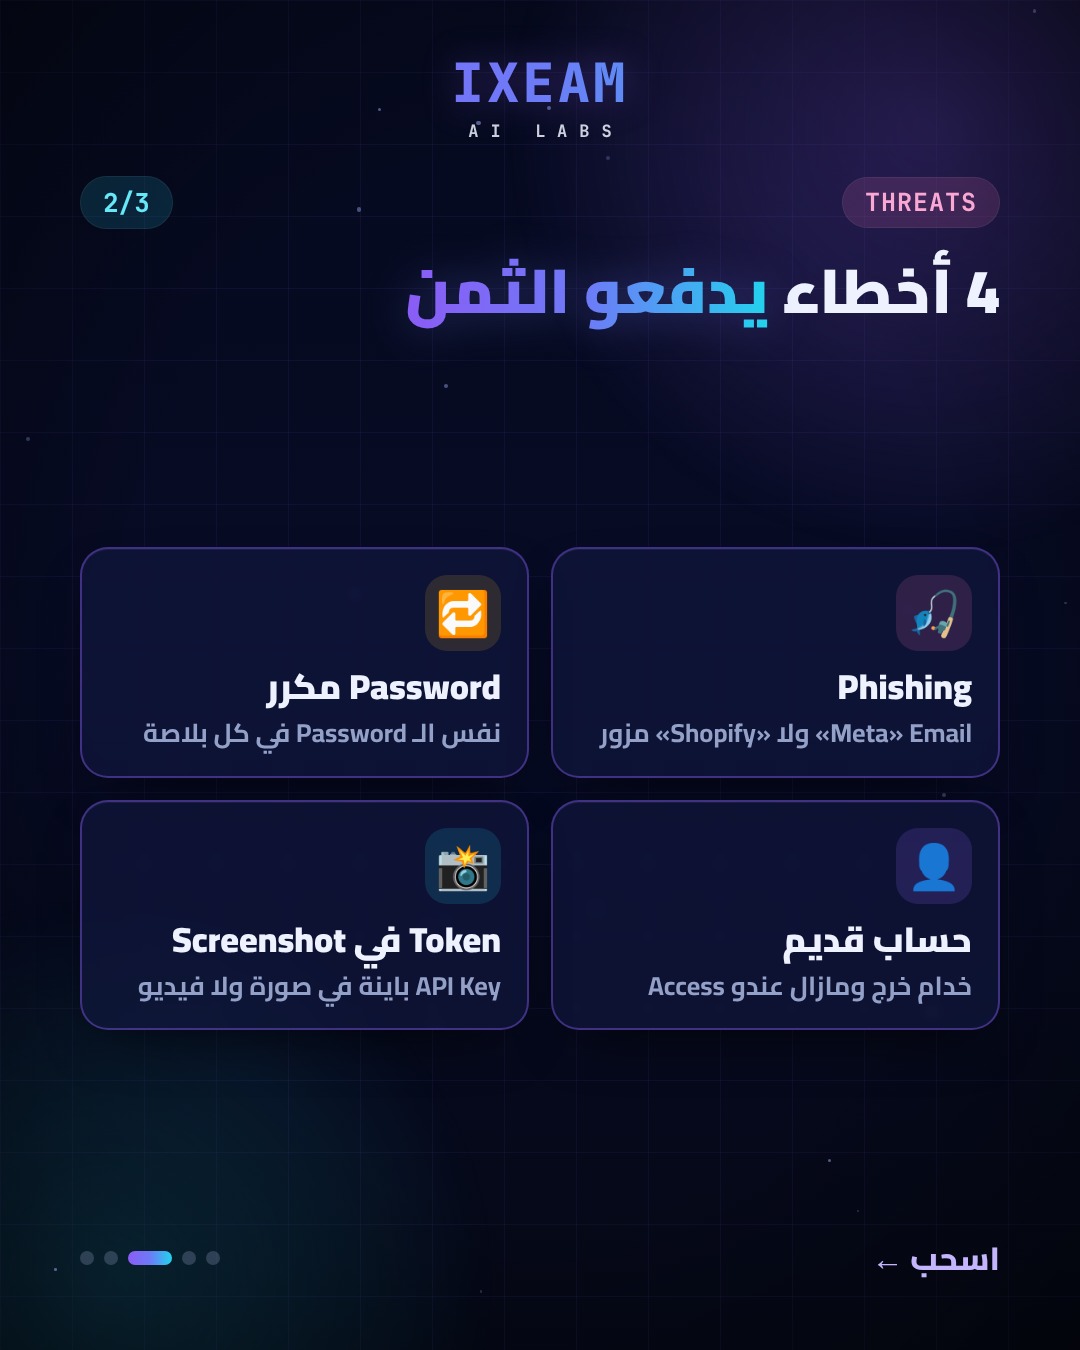 IXEAM
AI LABS
THREATS
2/3
4 أخطاء يدفعو الثمن
Phishing
Email «Meta» ولا «Shopify» مزور
Password مكرر
نفس الـ Password في كل بلاصة
حساب قديم
خدام خرج ومازال عندو Access
Token في Screenshot
API Key باينة في صورة ولا فيديو
اسحب ←